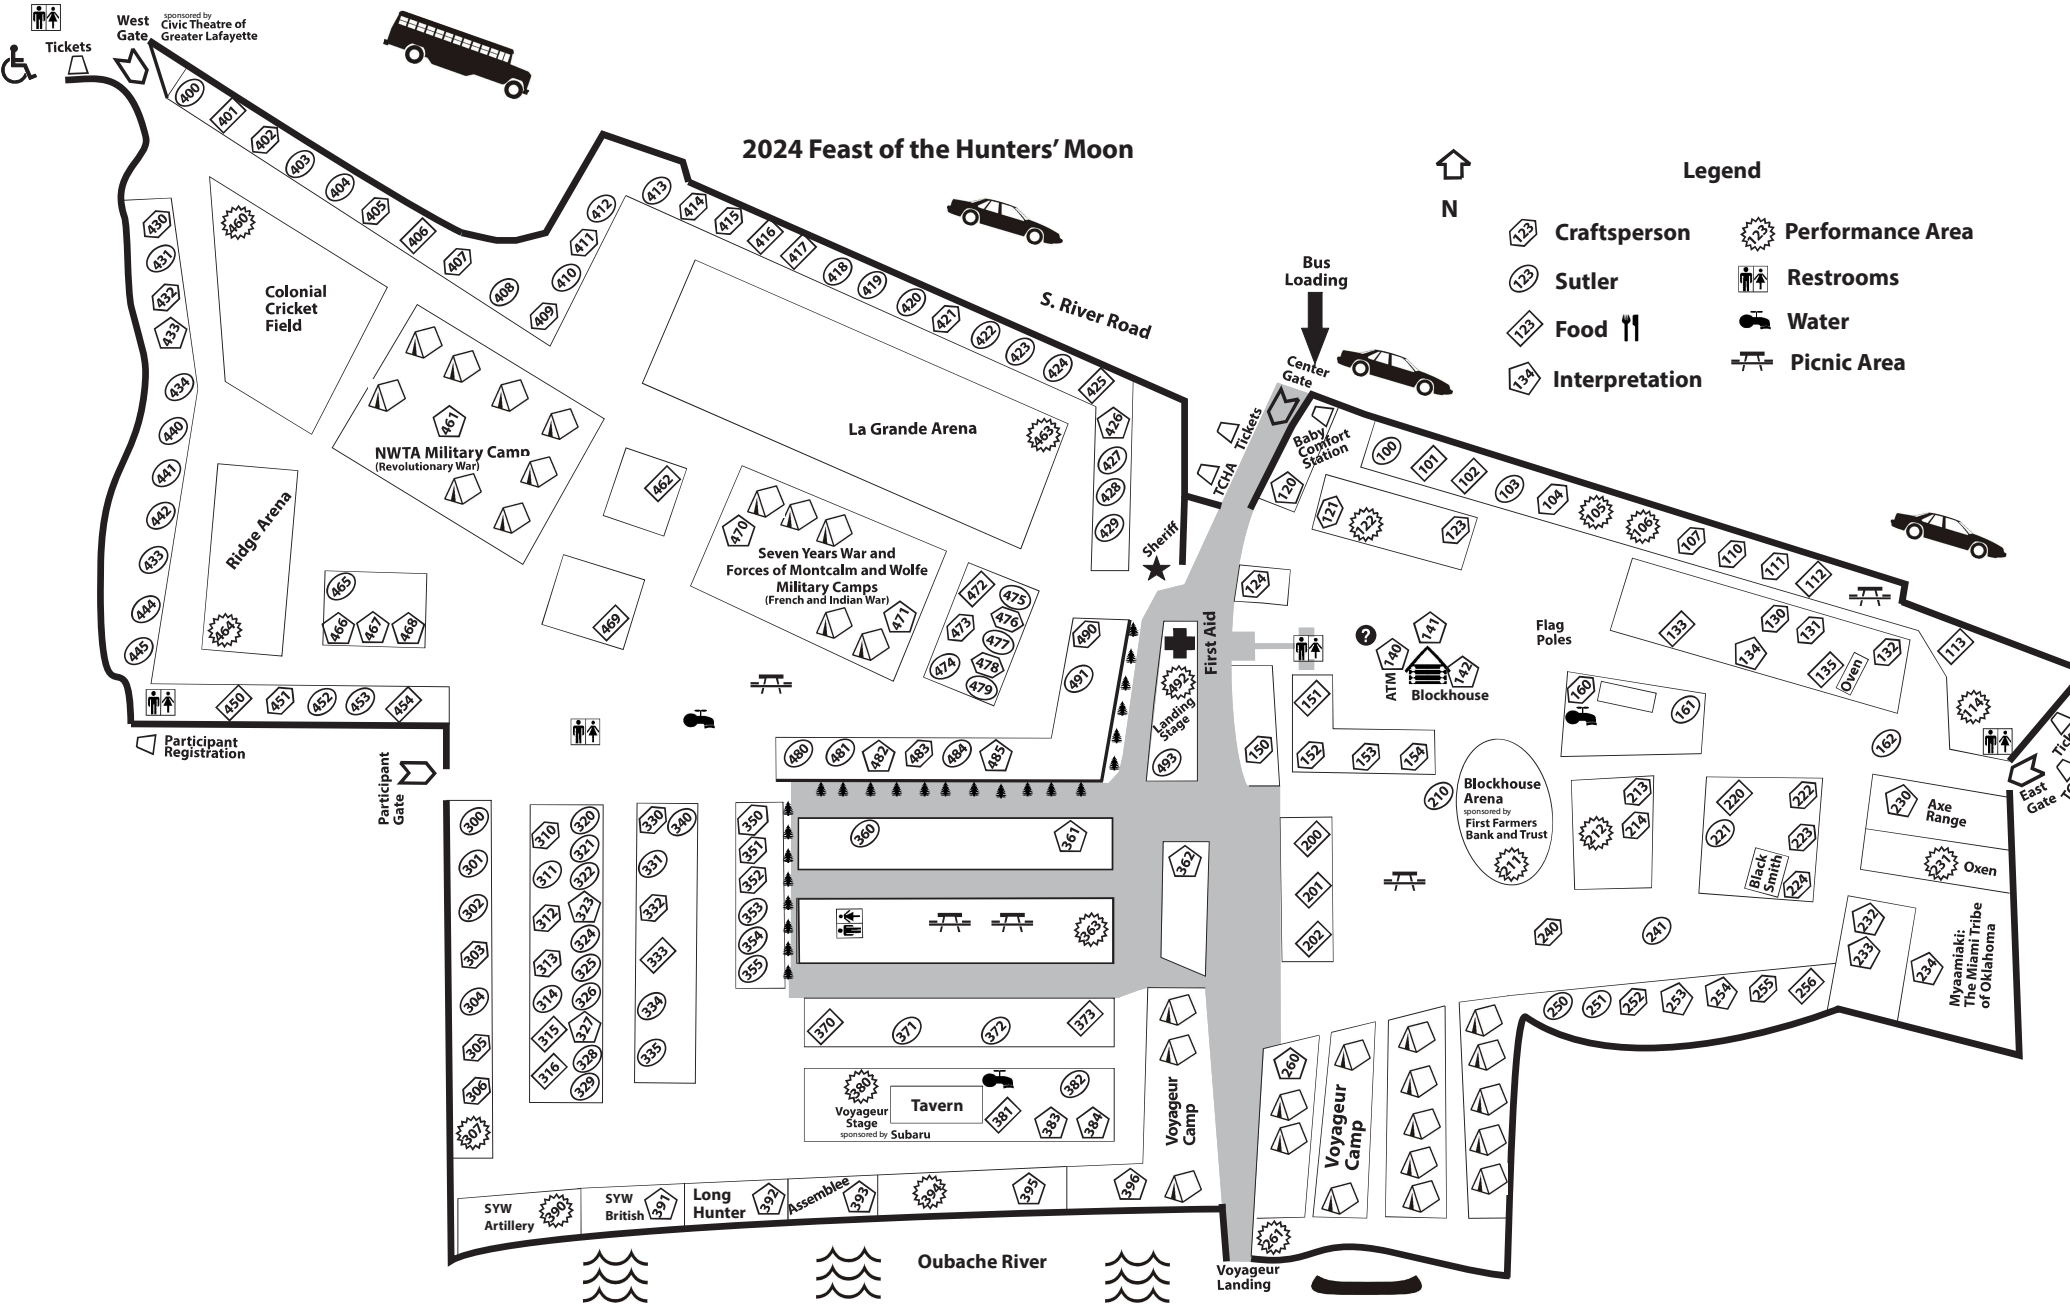 2024 Feast of the Hunters’ Moon
West
Gate
sponsored by
Civic Theatre of
Greater Lafayette
Tickets
N
Legend
123 Craftsperson
123 Sutler
123 Food
134 Interpretation
123 Performance Area
Restrooms
Water
Picnic Area
S. River Road
Bus
Loading
Center
Gate
Tickets
TCHA
Baby
Comfort
Station
Sheriff
First Aid
400
401
402
403
404
405
406
407
408
409
410
411
412
413
414
415
416
417
418
419
420
421
422
423
424
425
426
427
428
429
430
431
432
433
434
440
441
442
433
444
445
450
451
452
453
454
460
Colonial
Cricket
Field
461
NWTA Military Camp
(Revolutionary War)
462
La Grande Arena
463
Ridge Arena
464
465
466
467
468
469
470
Seven Years War and
Forces of Montcalm and Wolfe
Military Camps
(French and Indian War)
471
472
473
474
475
476
477
478
479
480
481
482
483
484
485
490
491
492
Landing
Stage
493
Participant
Registration
Participant
Gate
100
101
102
103
104
105
106
107
110
111
112
113
114
120
121
122
123
124
130
131
132
133
134
135
Oven
Flag
Poles
?
140
141
142
ATM
Blockhouse
150
151
152
153
154
160
161
162
East
Gate
200
201
202
210
Blockhouse
Arena
sponsored by
First Farmers
Bank and Trust
211
212
213
214
220
221
222
223
224
Black
Smith
230
Axe
Range
231
Oxen
232
233
234
Myaamiaki:
The Miami Tribe
of Oklahoma
240
241
250
251
252
253
254
255
256
260
261
Voyageur
Camp
300
301
302
303
304
305
306
307
310
311
312
313
314
315
316
320
321
322
323
324
325
326
327
328
329
330
331
332
333
334
335
340
350
351
352
353
354
355
360
361
362
363
370
371
372
373
380
Voyageur
Stage
sponsored by Subaru
Tavern
381
382
383
384
Voyageur
Camp
SYW
Artillery
390
SYW
British
391
Long
Hunter
392
Assemblee
393
394
395
396
Oubache River
Voyageur
Landing